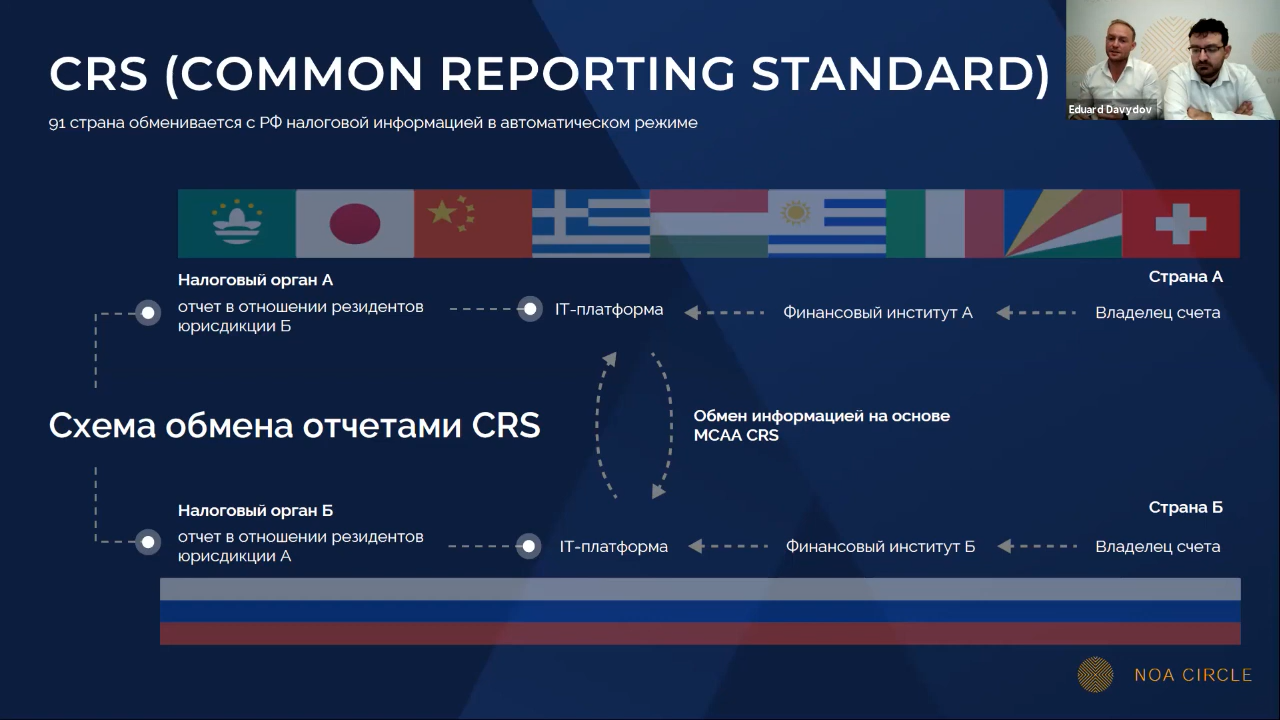 CRS (COMMON REPORTING STANDARD)
Eduard Davydov
91 страна обменивается с РФ налоговой информацией в автоматическом режиме
Налоговый орган А
отчет в отношении резидентов
юрисдикции Б
IT-платформа
Финансовый институт А
Страна А
Владелец счета
Схема обмена отчетами CRS
Обмен информацией на основе
MCAA CRS
Налоговый орган Б
отчет в отношении резидентов
юрисдикции А
IT-платформа
Финансовый институт Б
Страна Б
Владелец счета
NOA CIRCLE